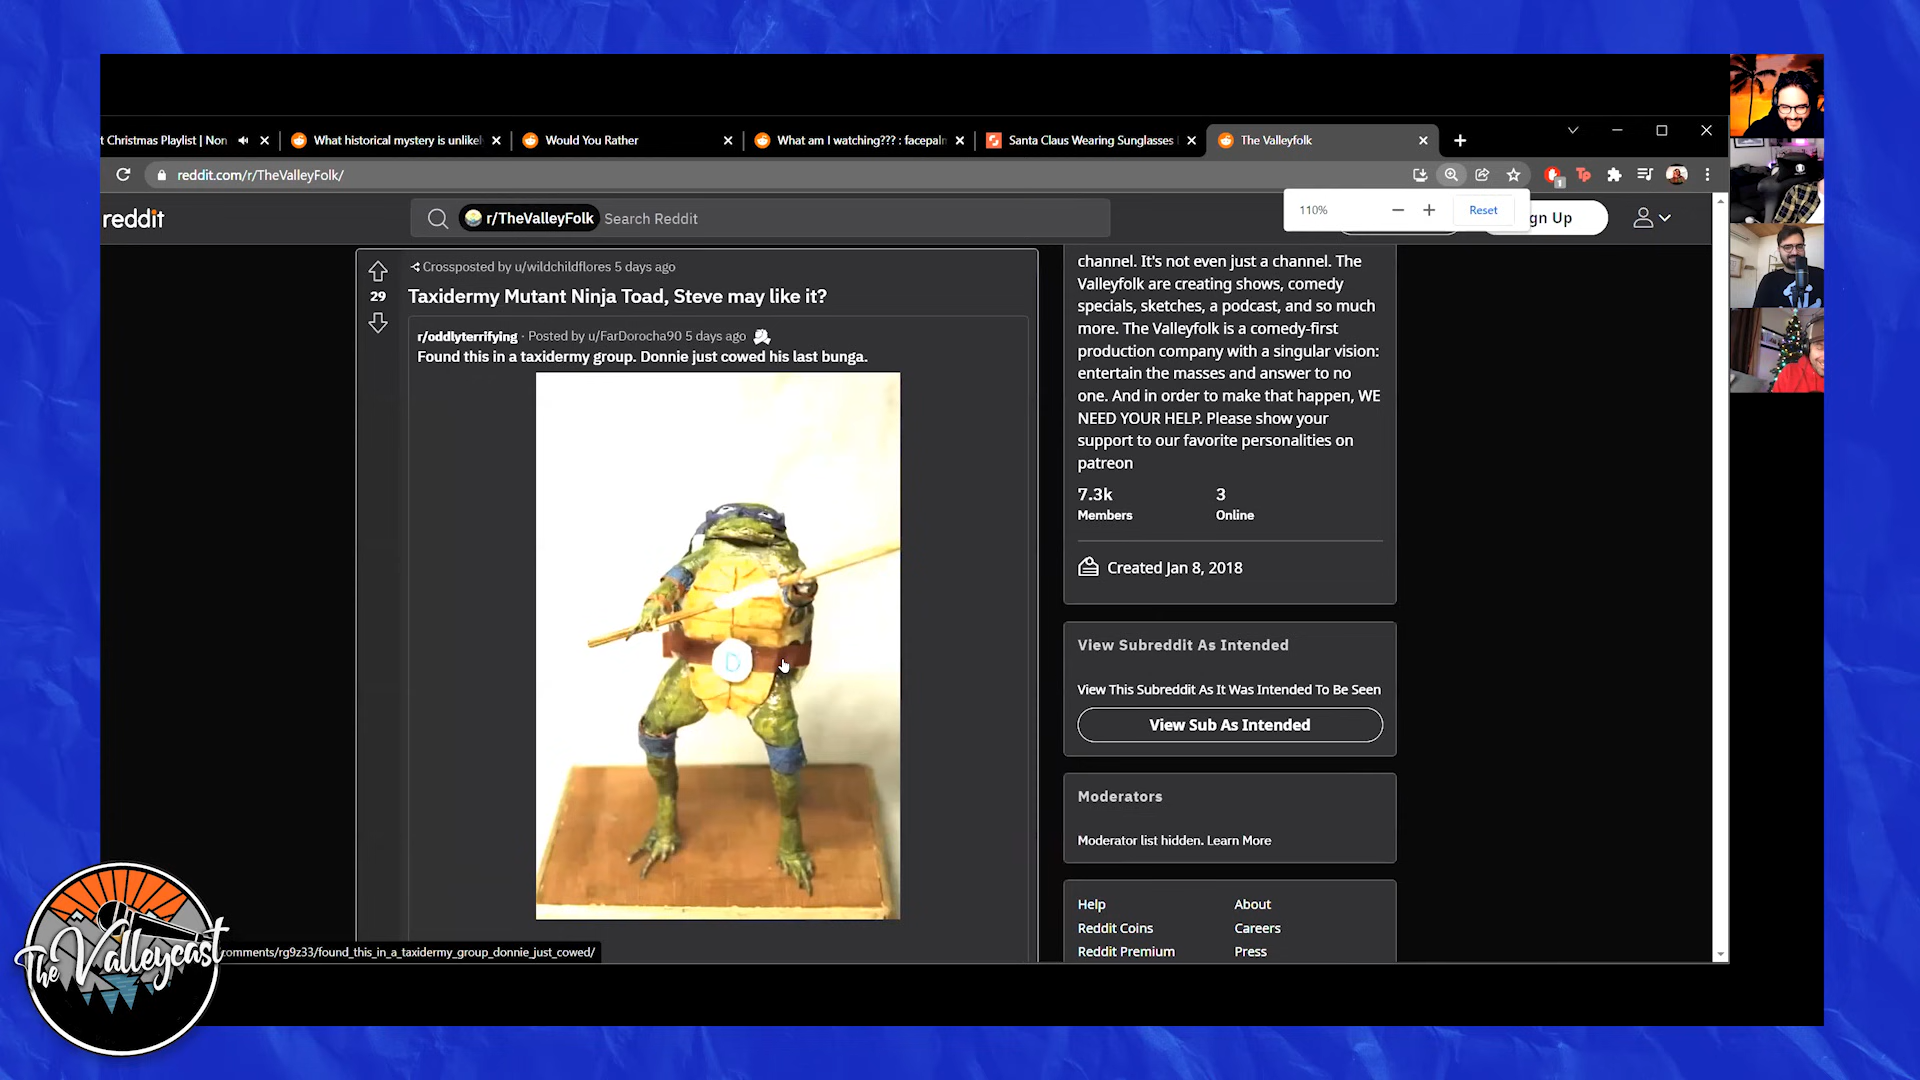 t Christmas Playlist | Non
What historical mystery is unlikel
Would You Rather
What am I watching??? : facepaln
Santa Claus Wearing Sunglasses
The Valleyfolk
reddit.com/r/TheValleyFolk/
110%
Reset
reddit
r/TheValleyFolk
Search Reddit
gn Up
Crossposted by u/wildchildflores 5 days ago
29
Taxidermy Mutant Ninja Toad, Steve may like it?
r/oddlyterrifying · Posted by u/FarDorocha90 5 days ago
Found this in a taxidermy group. Donnie just cowed his last bunga.
D
channel. It's not even just a channel. The
Valleyfolk are creating shows, comedy
specials, sketches, a podcast, and so much
more. The Valleyfolk is a comedy-first
production company with a singular vision:
entertain the masses and answer to no
one. And in order to make that happen, WE
NEED YOUR HELP. Please show your
support to our favorite personalities on
patreon
7.3k
3
Members
Online
Created Jan 8, 2018
View Subreddit As Intended
View This Subreddit As It Was Intended To Be Seen
View Sub As Intended
Moderators
Moderator list hidden. Learn More
Help
About
Reddit Coins
Careers
Reddit Premium
Press
comments/rg9z33/found_this_in_a_taxidermy_group_donnie_just_cowed/
The Valleycast